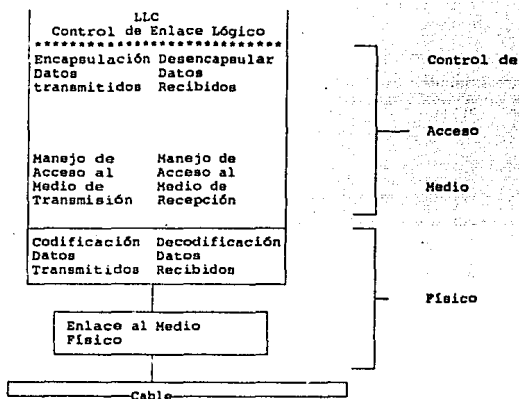 LLC
Control de Enlace Lógico
****************************
Encapsulación Desencapsular
Datos Datos
transmitidos Recibidos
Manejo de Manejo de
Acceso al Acceso al
Medio de Medio de
Transmisión Recepción
Codificación Decodificación
Datos Datos
Transmitidos Recibidos
Enlace al Medio
Físico
Cable
Control de
Acceso
Medio
Físico